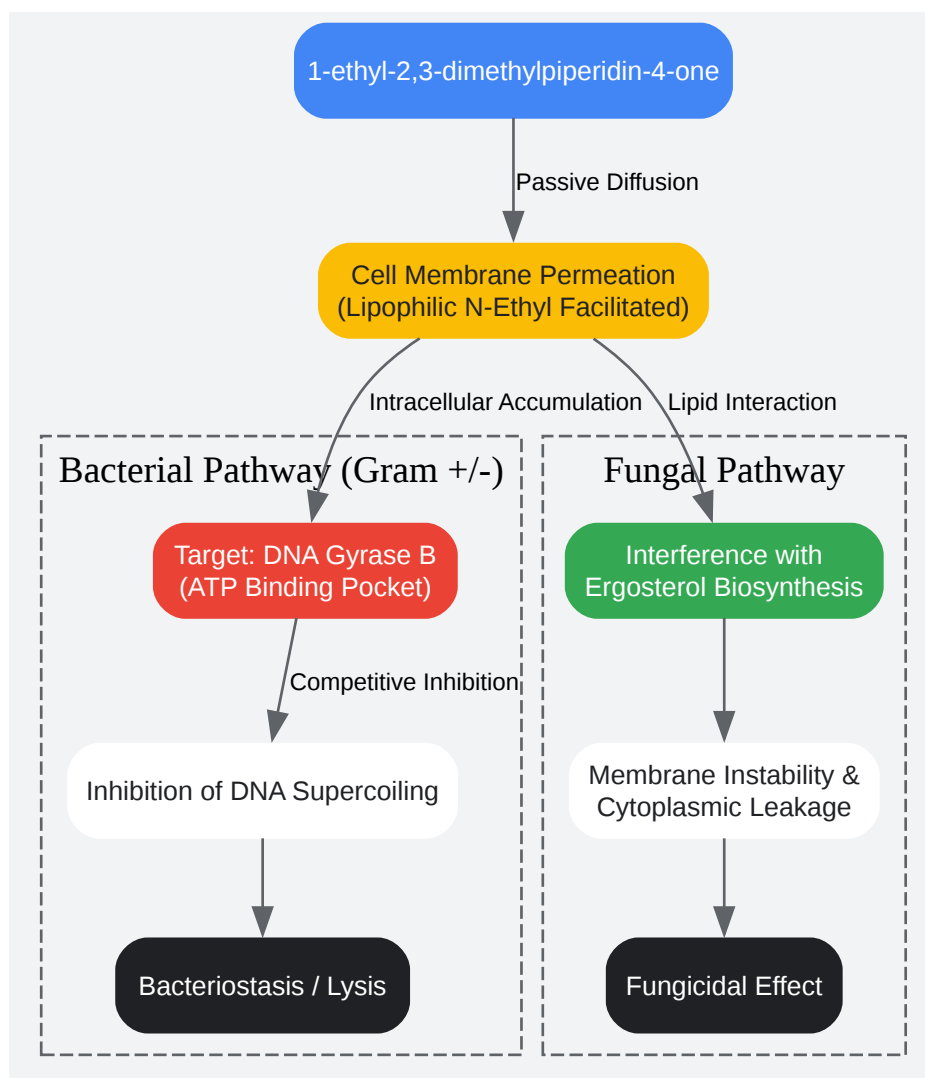 1-ethyl-2,3-dimethylpiperidin-4-one
Passive Diffusion
Cell Membrane Permeation
(Lipophilic N-Ethyl Facilitated)
Intracellular Accumulation
Lipid Interaction
Bacterial Pathway (Gram +/-)
Fungal Pathway
Target: DNA Gyrase B
(ATP Binding Pocket)
Interference with
Ergosterol Biosynthesis
Competitive Inhibition
Inhibition of DNA Supercoiling
Membrane Instability &
Cytoplasmic Leakage
Bacteriostasis / Lysis
Fungicidal Effect